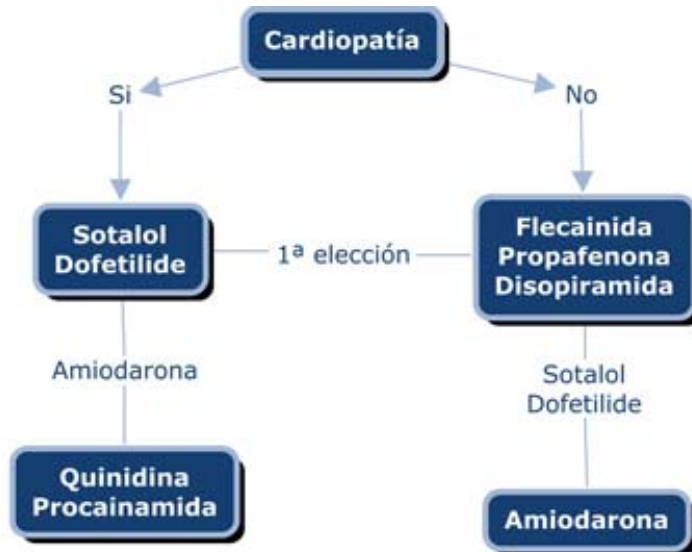 Cardiopatía
Si
No
Sotalol
Dofetilide
1ª elección
Flecainida
Propafenona
Disopiramida
Amiodarona
Sotalol
Dofetilide
Quinidina
Procainamida
Amiodarona